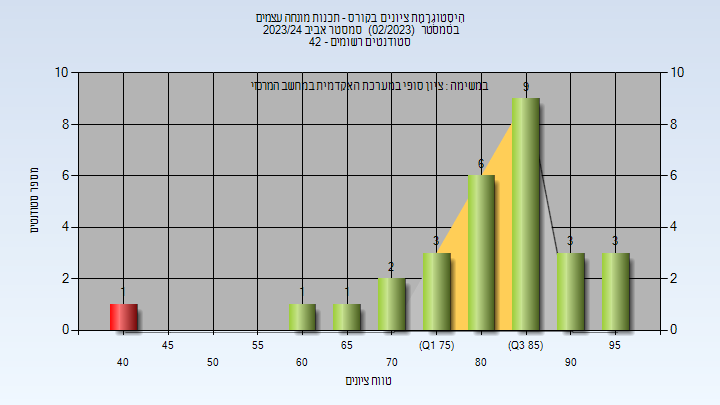 היסטוגרמת ציונים בקורס - תכנות מונחה עצמים
בסמסטר (02/2023) סמסטר אביב 2023/24
סטודנטים רשומים - 42
במשימה : ציון סופי במערכת האקדמית במחשב המרכזי
מספר סטודנטים
10 10
8 8
6 6
4 4
2 2
0 0
1 1 1 2 3 6 9 3 3
45 55 65 (Q1 75) (Q3 85) 95
40 50 60 70 80 90
טווח ציונים